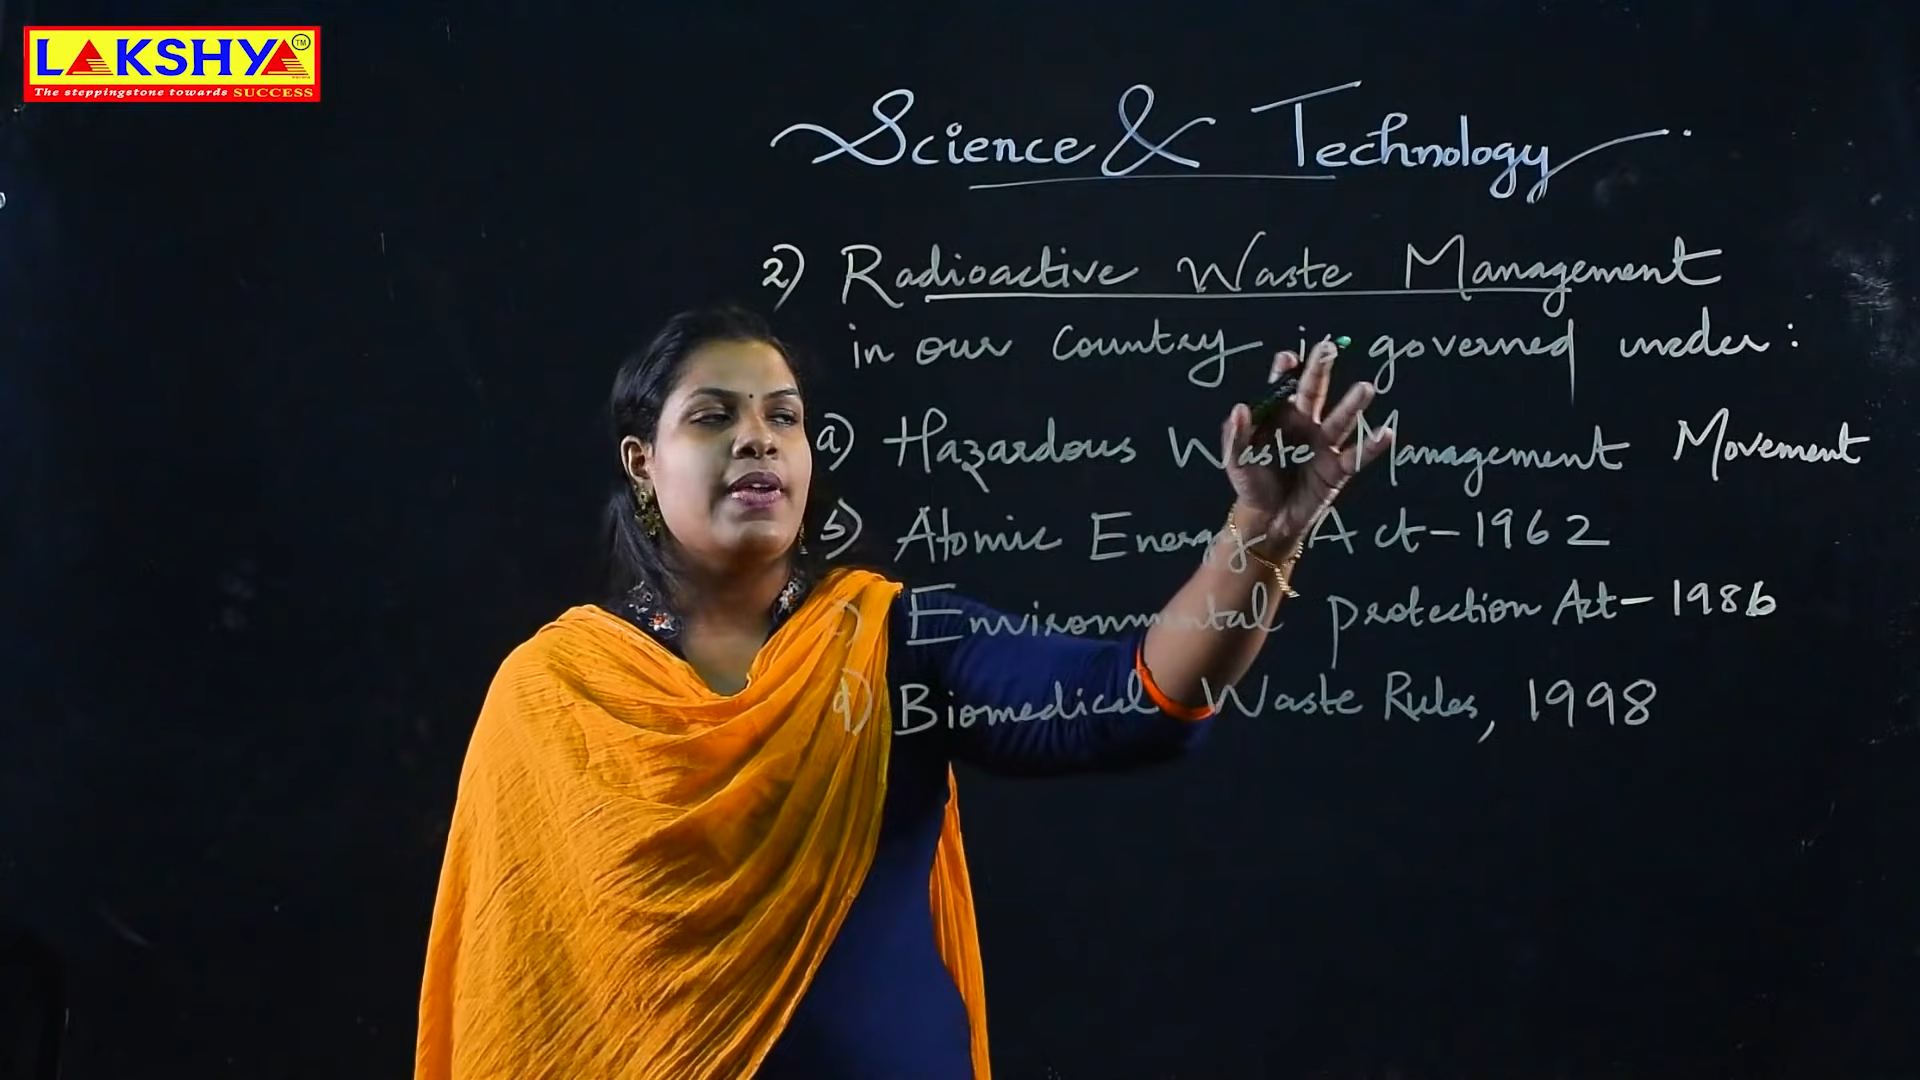 LAKSHYA TM
The steppingstone towards SUCCESS
Science & Technology
2) Radioactive Waste Management
in our country is governed under:
a) Hazardous Waste Management Movement
b) Atomic Energy Act-1962
c) Environmental protection Act-1986
d) Biomedical Waste Rules, 1998